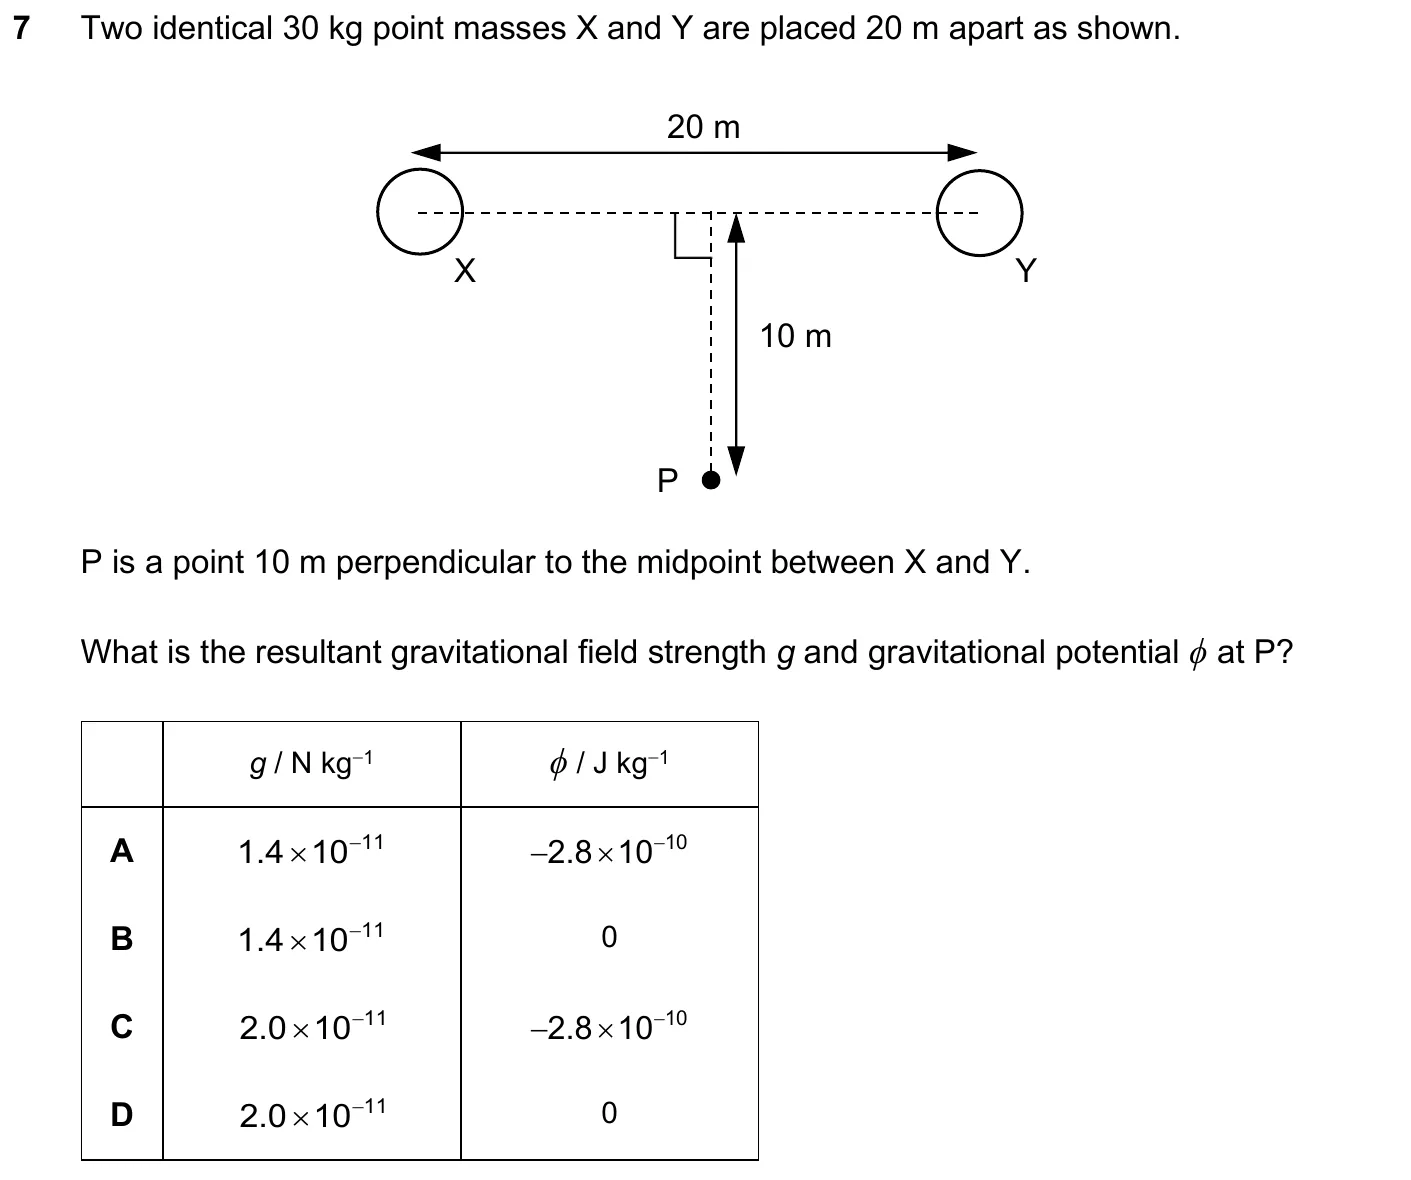 7 Two identical 30 kg point masses X and Y are placed 20 m apart as shown.
20 m
X
Y
10 m
P
P is a point 10 m perpendicular to the midpoint between X and Y.
What is the resultant gravitational field strength g and gravitational potential ϕ at P?
g / N kg⁻¹ ϕ / J kg⁻¹
A 1.4×10⁻¹¹ −2.8×10⁻¹⁰
B 1.4×10⁻¹¹ 0
C 2.0×10⁻¹¹ −2.8×10⁻¹⁰
D 2.0×10⁻¹¹ 0